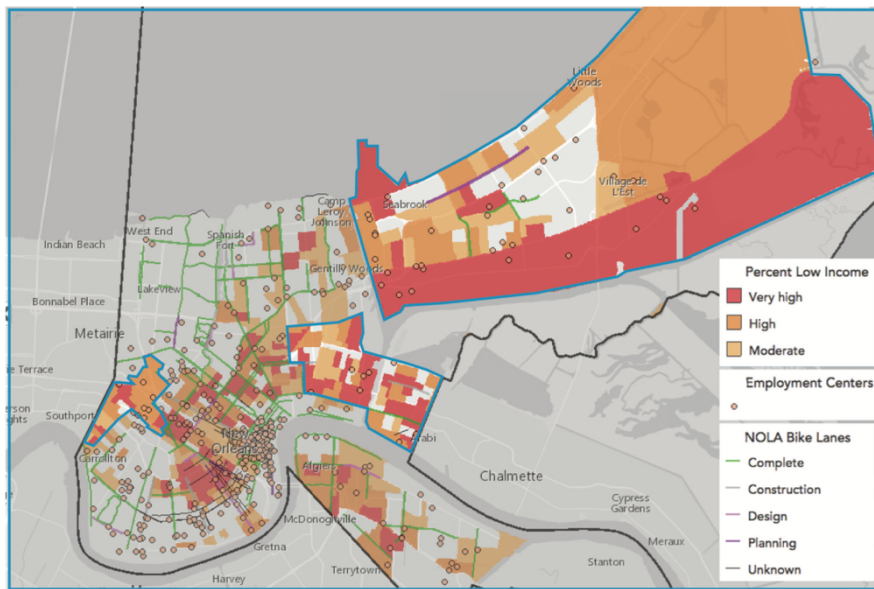 Little
Woods
Village de
L'Est
Seabrook
Camp
Leroy
Johnson
West End
Spanish
Fort
Indian Beach
Gentilly Woods
Lakeview
Bonnabel Place
Metairie
Terrace
Southport
Carrollton
New
Orleans
Arabi
Algiers
Chalmette
McDonoghville
Cypress
Gardens
Meraux
Gretna
Terrytown
Stanton
Harvey
Percent Low Income
Very high
High
Moderate
Employment Centers
NOLA Bike Lanes
Complete
Construction
Design
Planning
Unknown